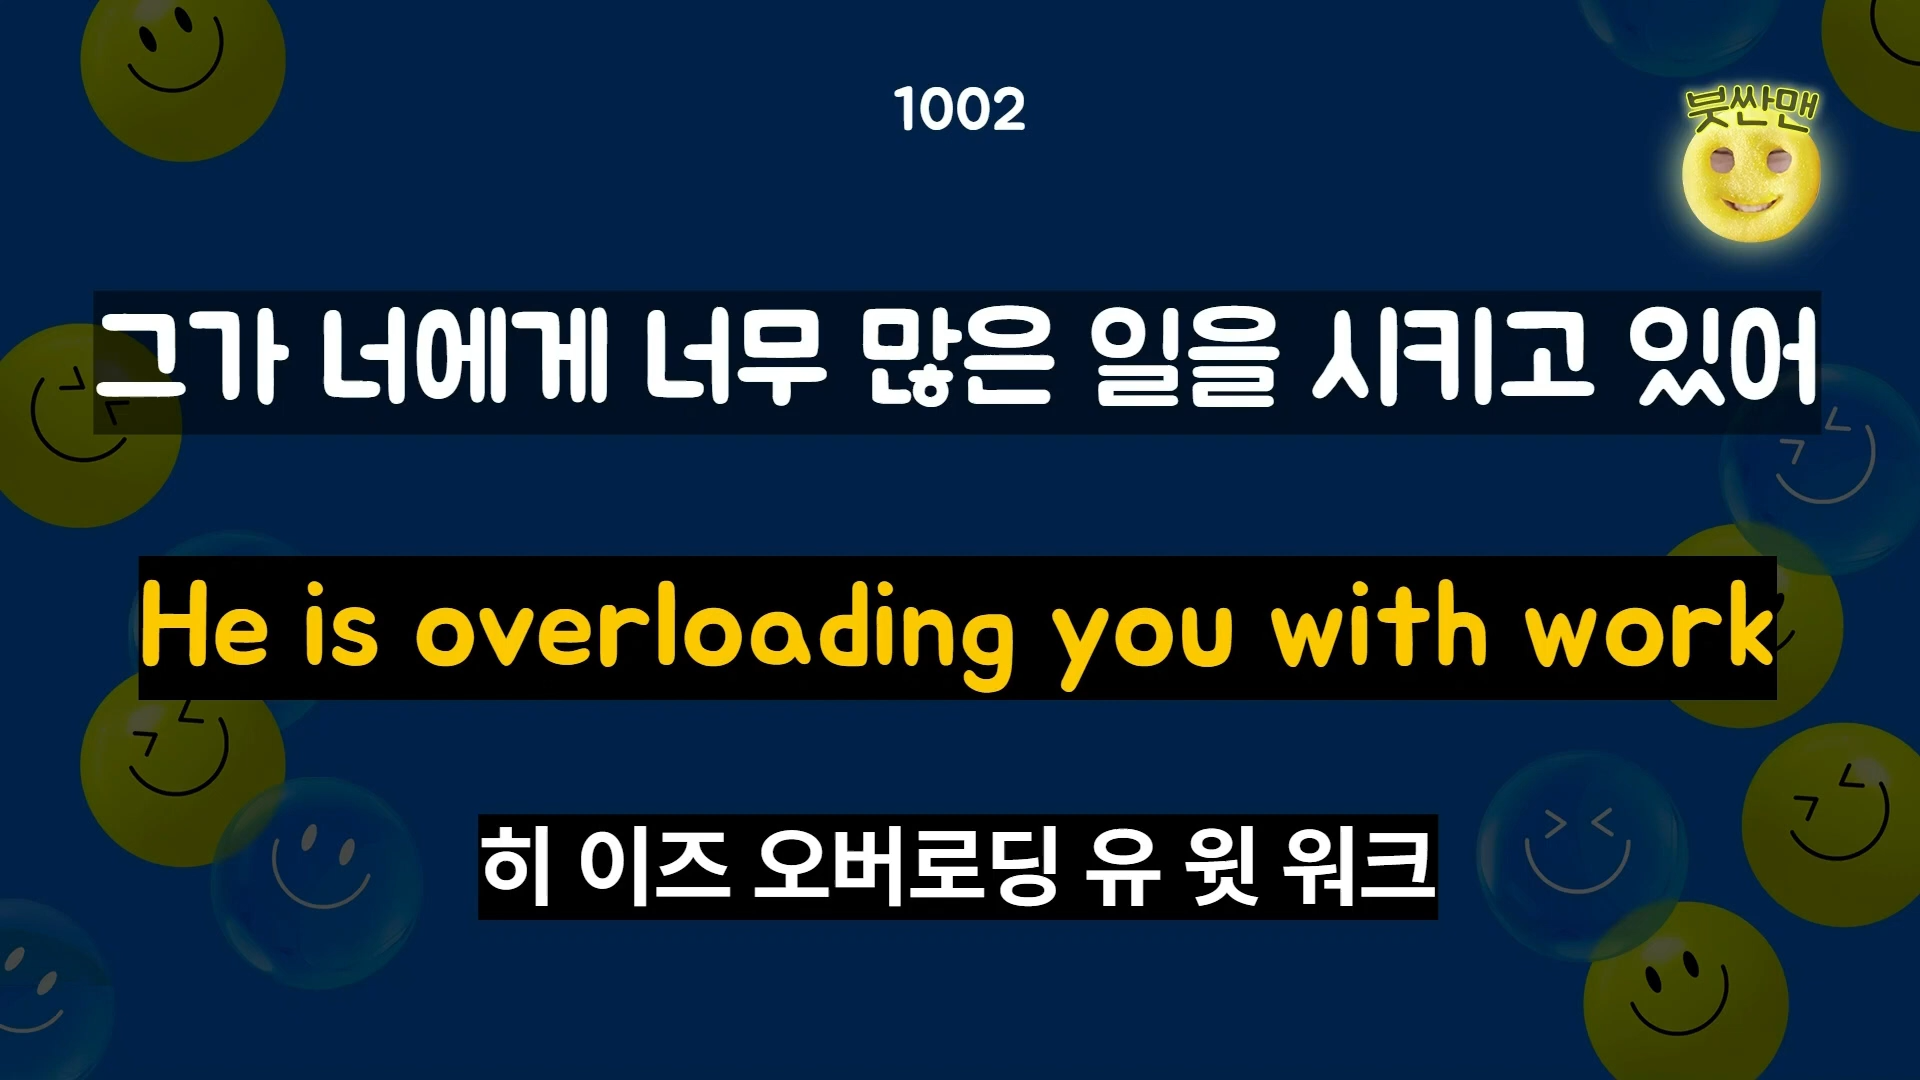 1002
붓싼맨
그가 너에게 너무 많은 일을 시키고 있어
He is overloading you with work
히 이즈 오버로딩 유 윗 워크